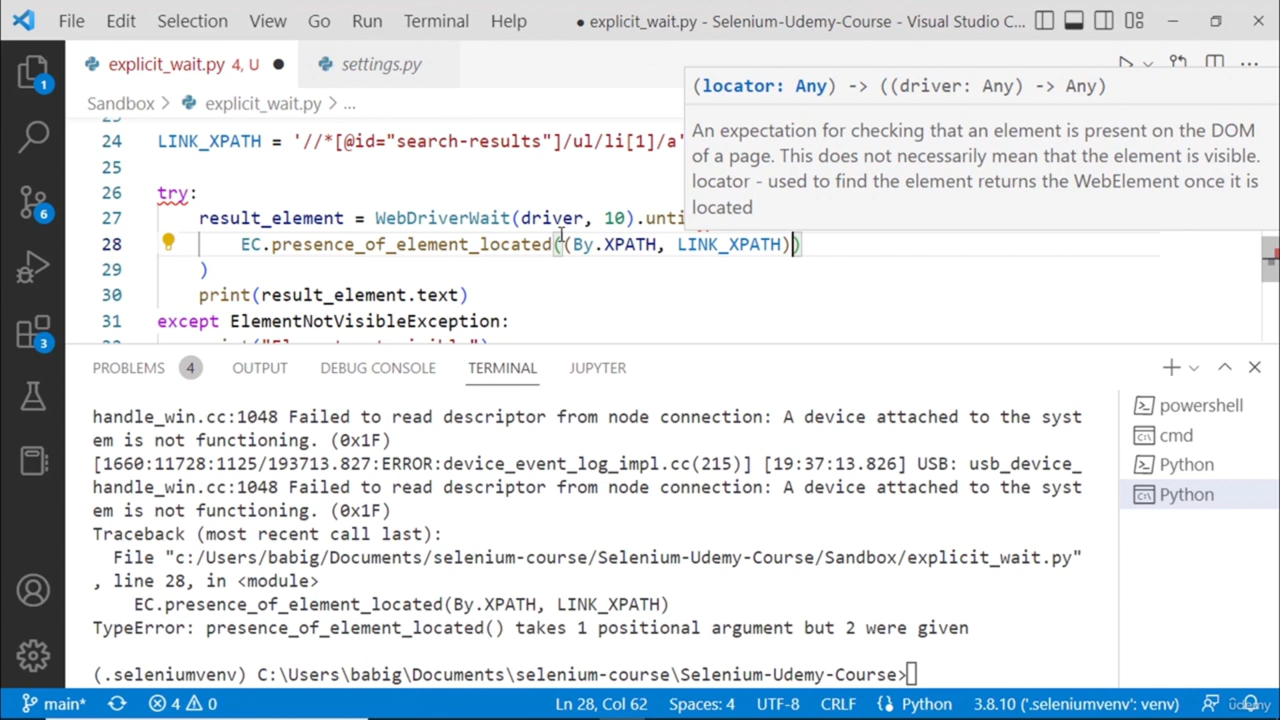 File Edit Selection View Go Run Terminal Help ● explicit_wait.py - Selenium-Udemy-Course - Visual Studio C...
explicit_wait.py 4, U ● settings.py
Sandbox > explicit_wait.py > ...
(locator: Any) -> ((driver: Any) -> Any)
An expectation for checking that an element is present on the DOM
of a page. This does not necessarily mean that the element is visible.
locator - used to find the element returns the WebElement once it is
located
24 LINK_XPATH = '//*[@id="search-results"]/ul/li[1]/a'
25
26 try:
27 result_element = WebDriverWait(driver, 10).unti
28 EC.presence_of_element_located((By.XPATH, LINK_XPATH))
29 )
30 print(result_element.text)
31 except ElementNotVisibleException:
1
6
3
PROBLEMS 4 OUTPUT DEBUG CONSOLE TERMINAL JUPYTER
handle_win.cc:1048 Failed to read descriptor from node connection: A device attached to the syst
em is not functioning. (0x1F)
[1660:11728:1125/193713.827:ERROR:device_event_log_impl.cc(215)] [19:37:13.826] USB: usb_device_
handle_win.cc:1048 Failed to read descriptor from node connection: A device attached to the syst
em is not functioning. (0x1F)
Traceback (most recent call last):
File "c:/Users/babig/Documents/selenium-course/Selenium-Udemy-Course/Sandbox/explicit_wait.py"
, line 28, in <module>
EC.presence_of_element_located(By.XPATH, LINK_XPATH)
TypeError: presence_of_element_located() takes 1 positional argument but 2 were given
(.seleniumvenv) C:\Users\babig\Documents\selenium-course\Selenium-Udemy-Course>
powershell
cmd
Python
Python
main* 4 0 Ln 28, Col 62 Spaces: 4 UTF-8 CRLF Python 3.8.10 ('.seleniumvenv': venv)
udemy